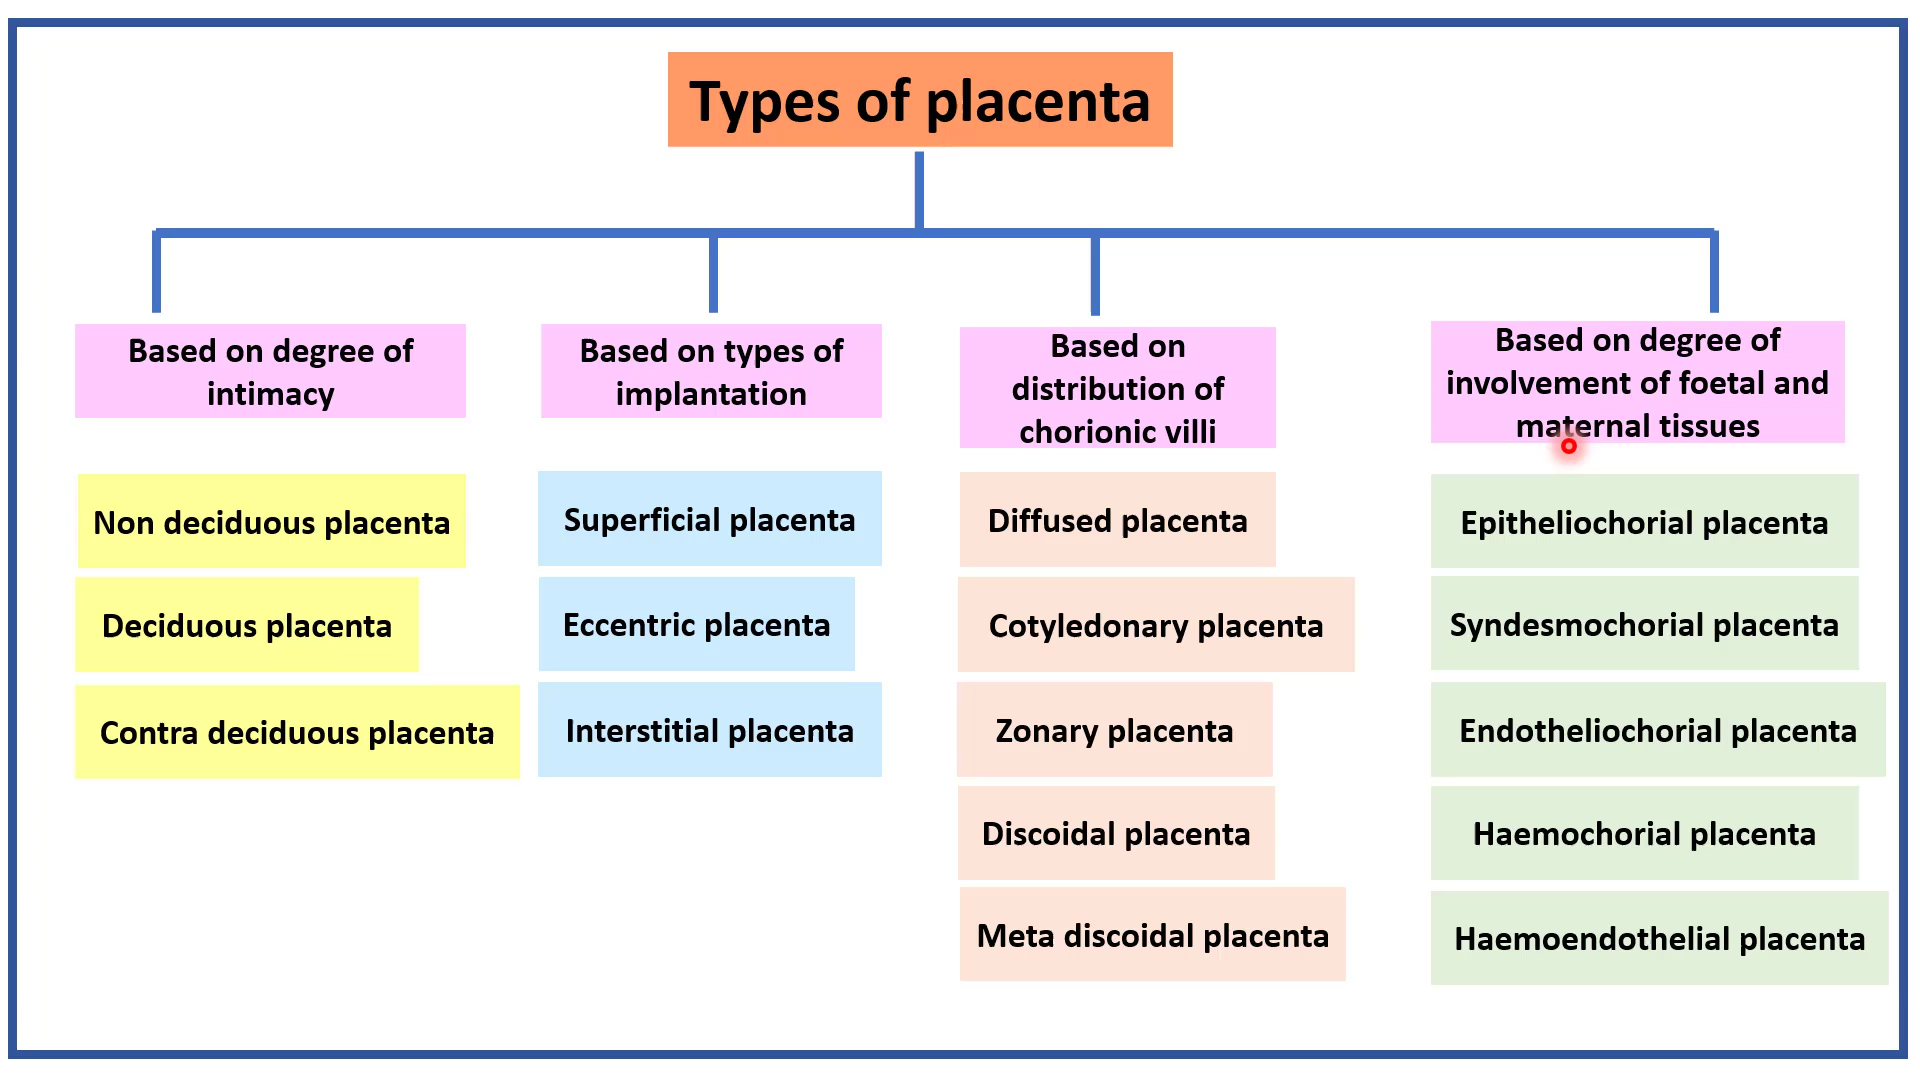 Types of placenta
Based on degree of
intimacy
Non deciduous placenta
Deciduous placenta
Contra deciduous placenta
Based on types of
implantation
Superficial placenta
Eccentric placenta
Interstitial placenta
Based on
distribution of
chorionic villi
Diffused placenta
Cotyledonary placenta
Zonary placenta
Discoidal placenta
Meta discoidal placenta
Based on degree of
involvement of foetal and
maternal tissues
Epitheliochorial placenta
Syndesmochorial placenta
Endotheliochorial placenta
Haemochorial placenta
Haemoendothelial placenta